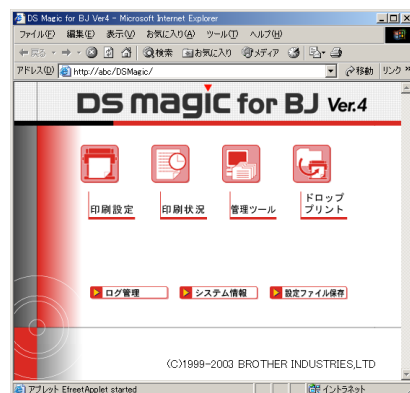 DS Magic for BJ Ver4 - Microsoft Internet Explorer
ファイル(F) 編集(E) 表示(V) お気に入り(A) ツール(T) ヘルプ(H)
戻る 検索 お気に入り メディア
アドレス(D) http://abc/DSMagic/ 移動 リンク »
DS magic for BJ Ver.4
印刷設定 印刷状況 管理ツール ドロップ
プリント
ログ管理 システム情報 設定ファイル保存
(C)1999-2003 BROTHER INDUSTRIES,LTD
アプレット EfreetApplet started イントラネット